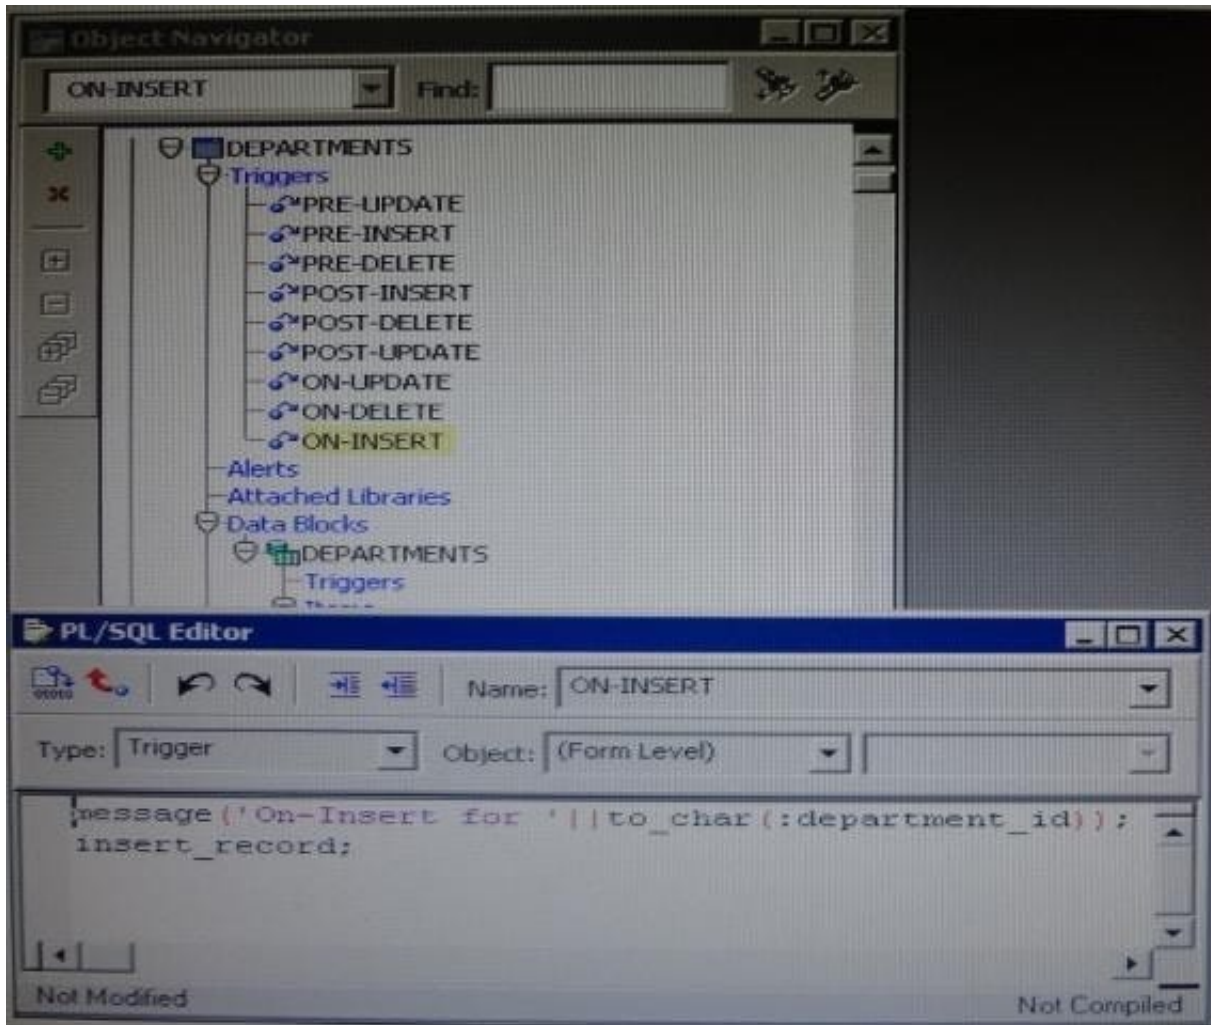 Object Navigator
ON-INSERT Find:
DEPARTMENTS
Triggers
PRE-UPDATE
PRE-INSERT
PRE-DELETE
POST-INSERT
POST-DELETE
POST-UPDATE
ON-UPDATE
ON-DELETE
ON-INSERT
Alerts
Attached Libraries
Data Blocks
DEPARTMENTS
Triggers
PL/SQL Editor
Name: ON-INSERT
Type: Trigger Object: (Form Level)
message('On-Insert for '||to_char(:department_id));
insert_record;
Not Modified Not Compiled